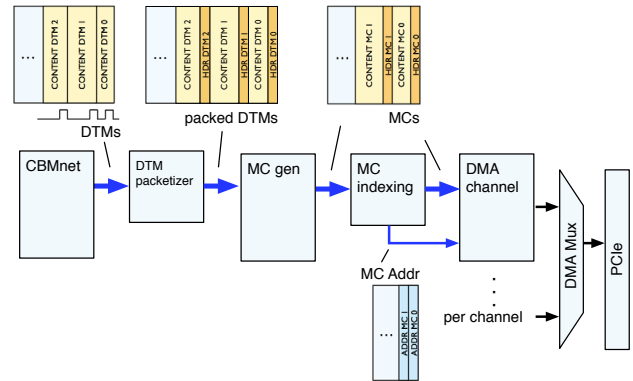 ...
CONTENT DTM 2
CONTENT DTM 1
CONTENT DTM 0
...
CONTENT DTM 2
HDR DTM 2
CONTENT DTM 1
HDR DTM 1
CONTENT DTM 0
HDR DTM 0
...
CONTENT MC 1
HDR MC 1
CONTENT MC 0
HDR MC 0
DTMs
packed DTMs
MCs
CBMnet
DTM
packetizer
MC gen
MC
indexing
DMA
channel
DMA Mux
PCIe
MC Addr
...
ADDR MC 1
ADDR MC 0
...
per channel